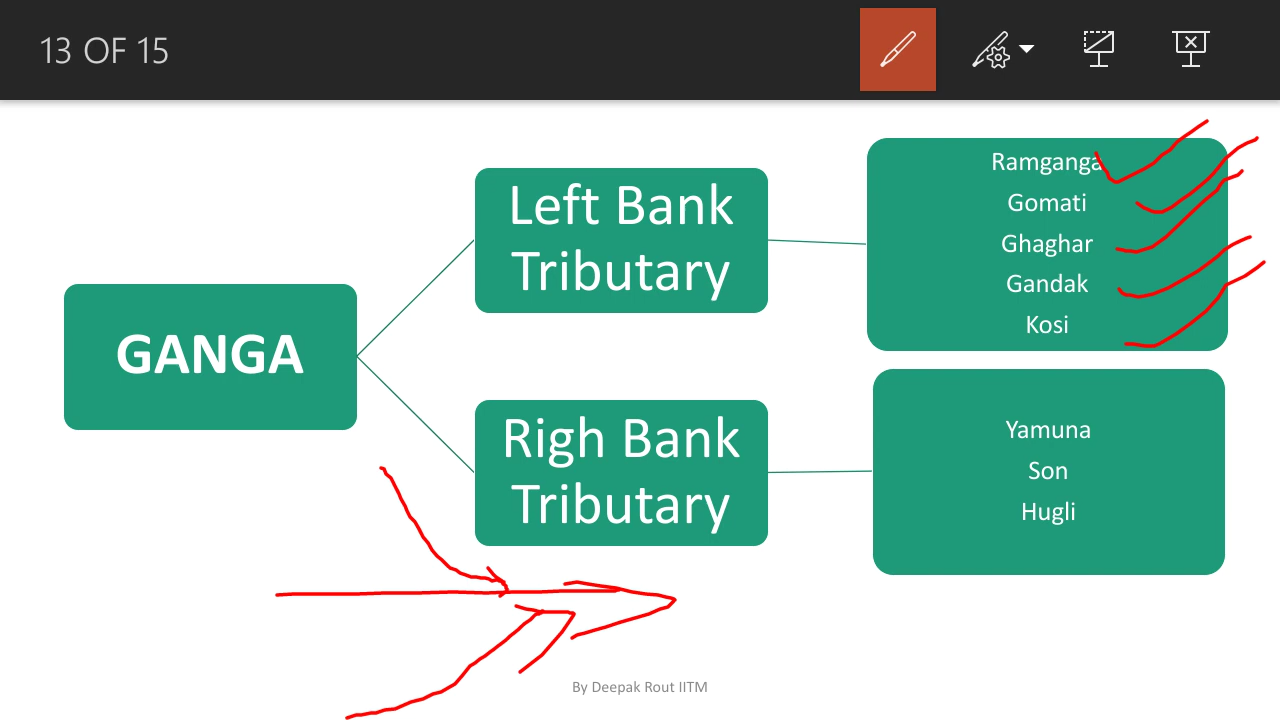 13 OF 15
GANGA
Left Bank
Tributary
Ramganga
Gomati
Ghaghar
Gandak
Kosi
Righ Bank
Tributary
Yamuna
Son
Hugli
By Deepak Rout IITM